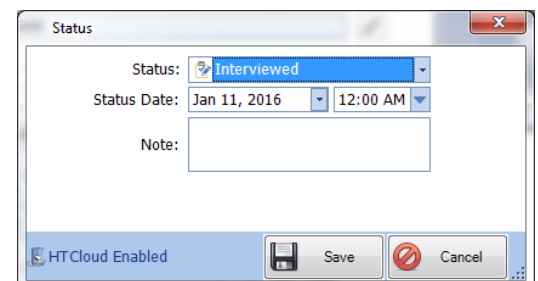 Status
Status: Interviewed
Status Date: Jan 11, 2016 12:00 AM
Note:
HTCloud Enabled Save Cancel